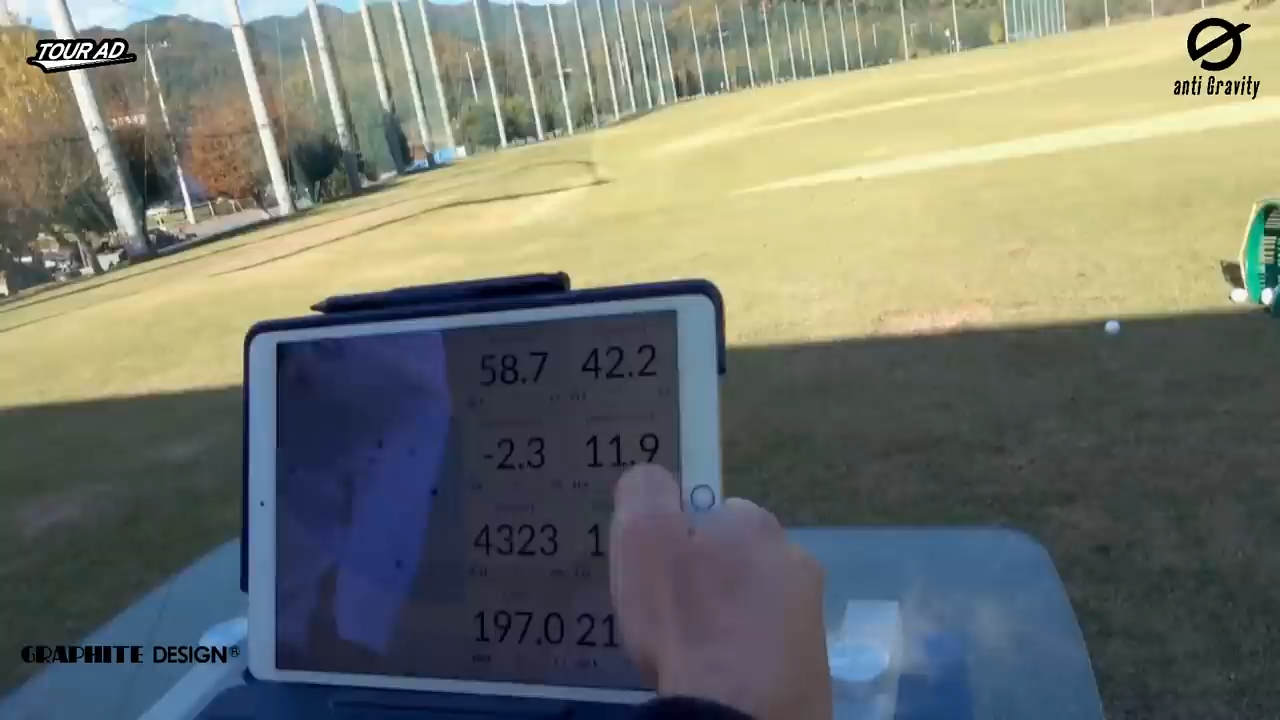 TOUR AD
anti Gravity
58.7 42.2
-2.3 11.9
4323 1
197.0 21
GRAPHITE DESIGN®